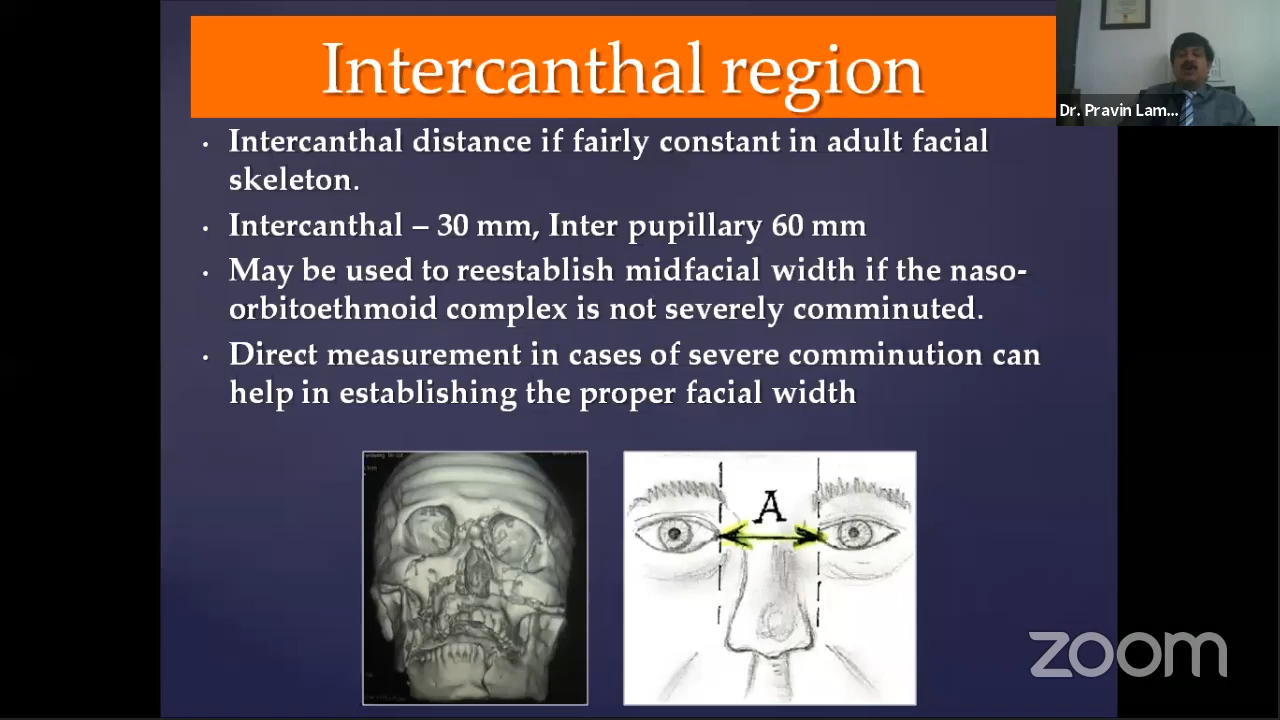 Intercanthal region
Dr. Pravin Lam...
• Intercanthal distance if fairly constant in adult facial
skeleton.
• Intercanthal – 30 mm, Inter pupillary 60 mm
• May be used to reestablish midfacial width if the naso-
orbitoethmoid complex is not severely comminuted.
• Direct measurement in cases of severe comminution can
help in establishing the proper facial width
A
zoom